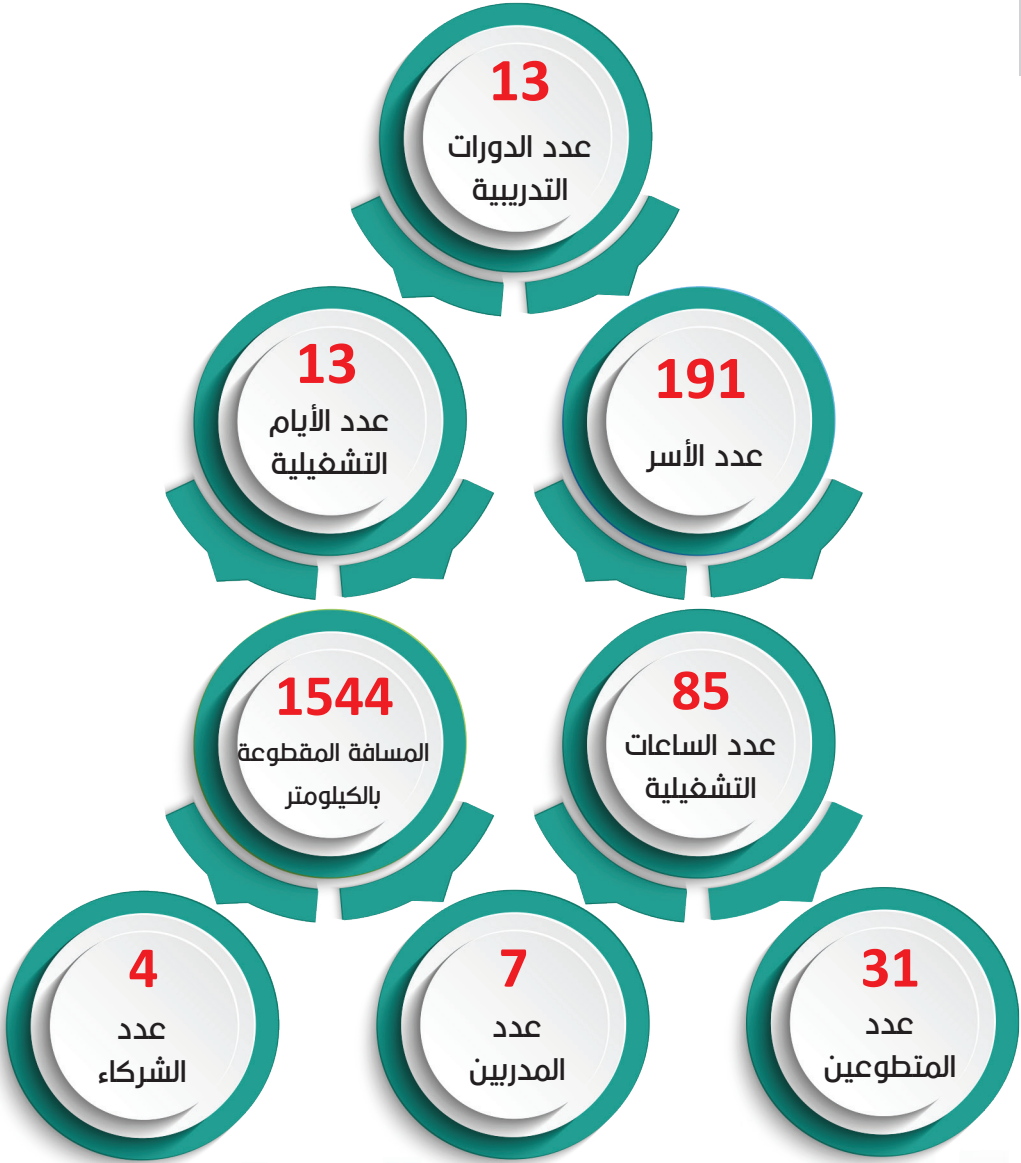 13
عدد الدورات
التدريبية
191
عدد الأسر
13
عدد الأيام
التشغيلية
85
عدد الساعات
التشغيلية
1544
المسافة المقطوعة
بالكيلومتر
31
عدد
المتطوعين
7
عدد
المدربين
4
عدد
الشركاء